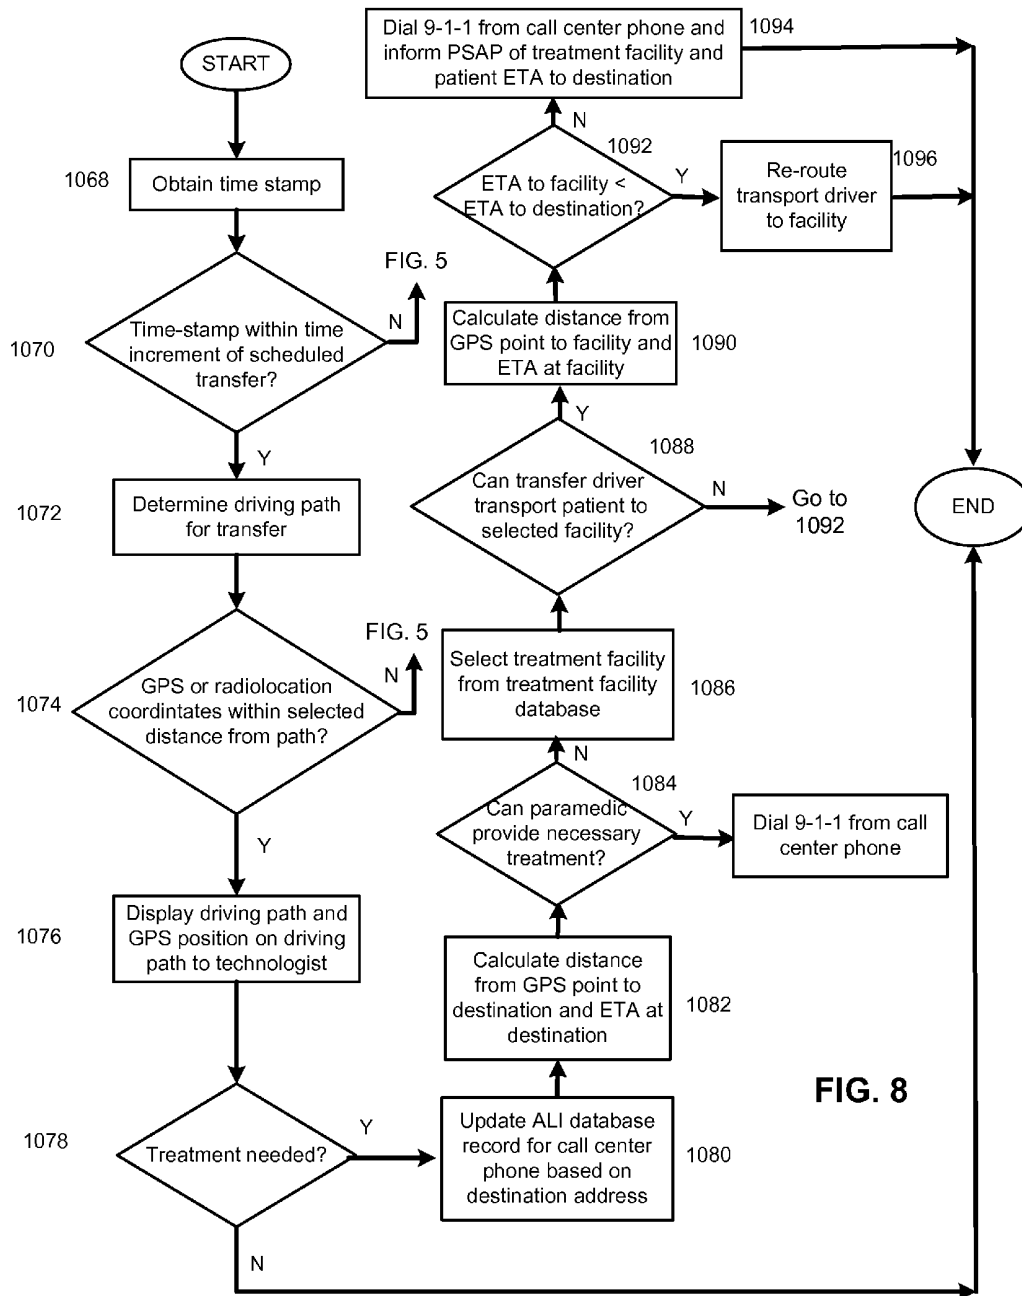 START
1068
Obtain time stamp
FIG. 5
N
1070
Time-stamp within time
increment of scheduled
transfer?
Y
1072
Determine driving path
for transfer
FIG. 5
N
1074
GPS or radiolocation
coordintates within selected
distance from path?
Y
1076
Display driving path and
GPS position on driving
path to technologist
1078
Treatment needed?
Y
N
Update ALI database
record for call center
phone based on
destination address
1080
Calculate distance
from GPS point to
destination and ETA at
destination
1082
1084
Can paramedic
provide necessary
treatment?
Y
Dial 9-1-1 from call
center phone
N
Select treatment facility
from treatment facility
database
1086
1088
Can transfer driver
transport patient to
selected facility?
N
Go to
1092
Y
Calculate distance from
GPS point to facility and
ETA at facility
1090
1092
ETA to facility <
ETA to destination?
Y
Re-route
transport driver
to facility
1096
N
Dial 9-1-1 from call center phone and
inform PSAP of treatment facility and
patient ETA to destination
1094
END
FIG. 8